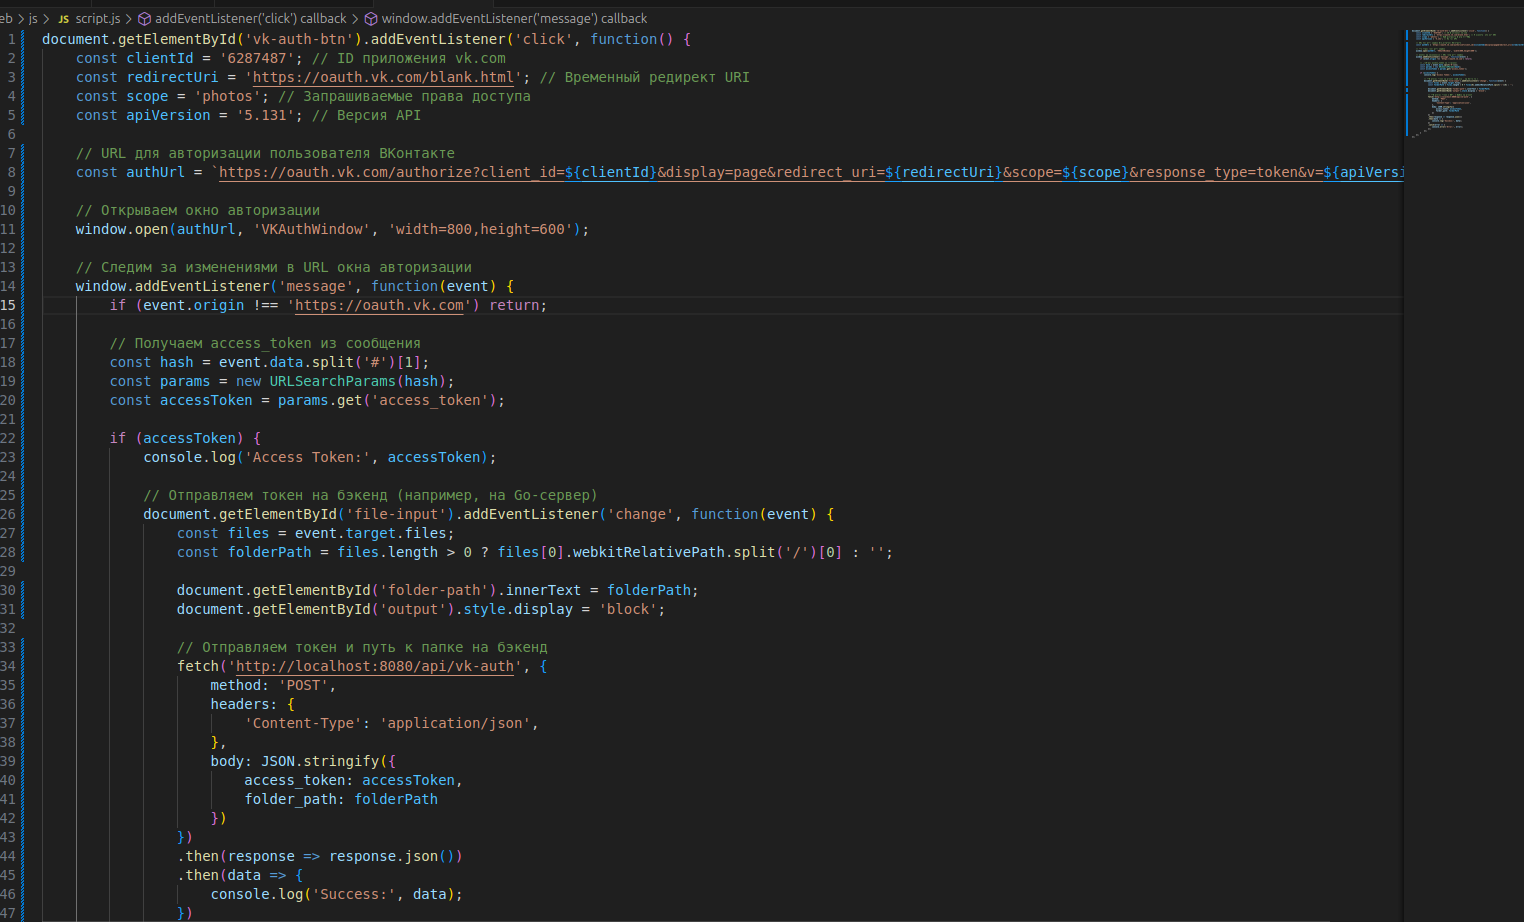 eb > js > JS script.js > addEventListener('click') callback > window.addEventListener('message') callback
1 document.getElementById('vk-auth-btn').addEventListener('click', function() {
2 const clientId = '6287487'; // ID приложения vk.com
3 const redirectUri = 'https://oauth.vk.com/blank.html'; // Временный редирект URI
4 const scope = 'photos'; // Запрашиваемые права доступа
5 const apiVersion = '5.131'; // Версия API
6
7 // URL для авторизации пользователя ВКонтакте
8 const authUrl = `https://oauth.vk.com/authorize?client_id=${clientId}&display=page&redirect_uri=${redirectUri}&scope=${scope}&response_type=token&v=${apiVersi
9
10 // Открываем окно авторизации
11 window.open(authUrl, 'VKAuthWindow', 'width=800,height=600');
12
13 // Следим за изменениями в URL окна авторизации
14 window.addEventListener('message', function(event) {
15 if (event.origin !== 'https://oauth.vk.com') return;
16
17 // Получаем access_token из сообщения
18 const hash = event.data.split('#')[1];
19 const params = new URLSearchParams(hash);
20 const accessToken = params.get('access_token');
21
22 if (accessToken) {
23 console.log('Access Token:', accessToken);
24
25 // Отправляем токен на бэкенд (например, на Go-сервер)
26 document.getElementById('file-input').addEventListener('change', function(event) {
27 const files = event.target.files;
28 const folderPath = files.length > 0 ? files[0].webkitRelativePath.split('/')[0] : '';
29
30 document.getElementById('folder-path').innerText = folderPath;
31 document.getElementById('output').style.display = 'block';
32
33 // Отправляем токен и путь к папке на бэкенд
34 fetch('http://localhost:8080/api/vk-auth', {
35 method: 'POST',
36 headers: {
37 'Content-Type': 'application/json',
38 },
39 body: JSON.stringify({
40 access_token: accessToken,
41 folder_path: folderPath
42 })
43 })
44 .then(response => response.json())
45 .then(data => {
46 console.log('Success:', data);
47 })